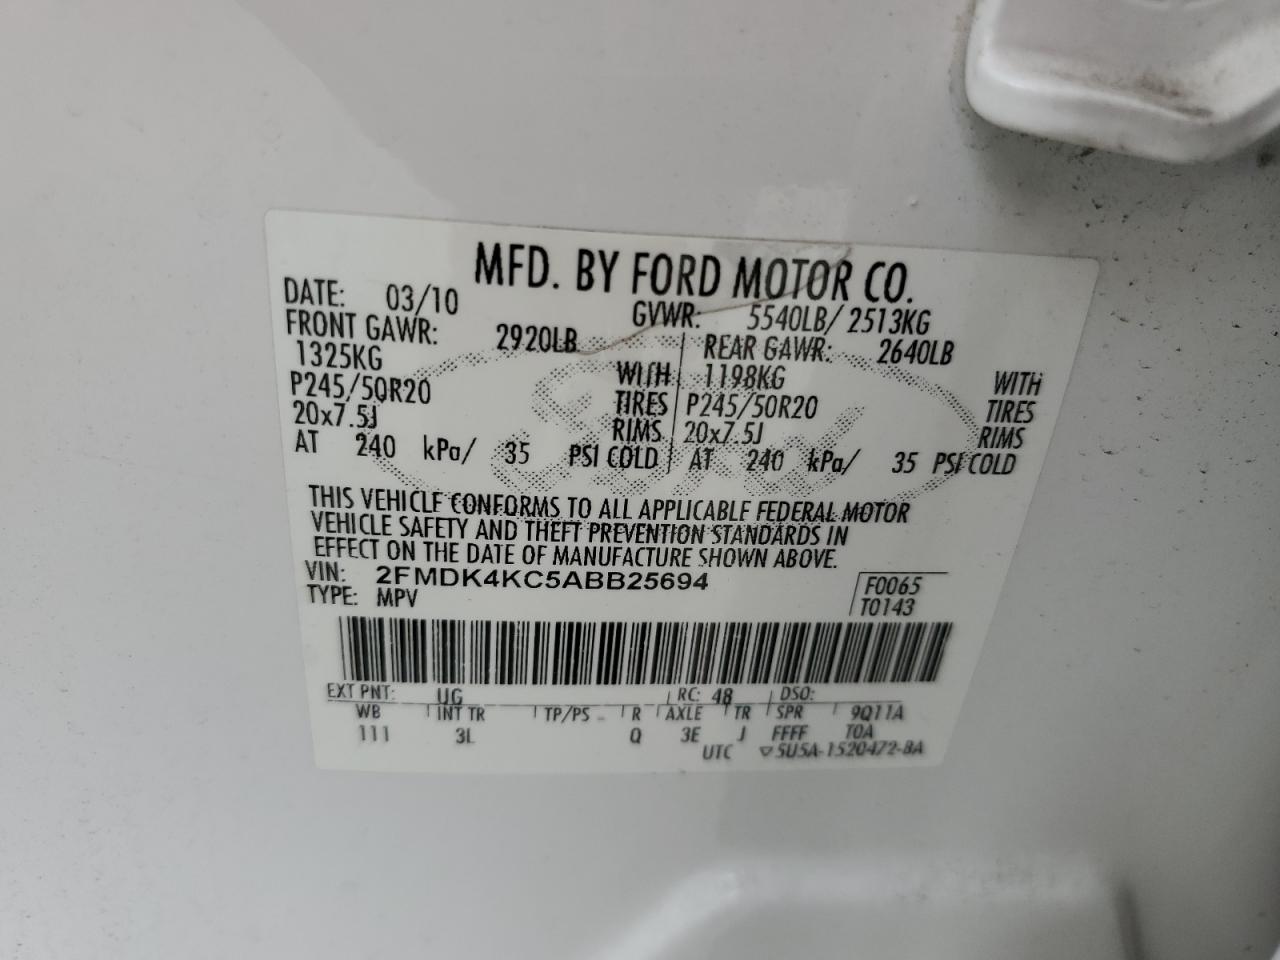 MFD. BY FORD MOTOR CO.
DATE: 03/10 GVWR: 5540LB/ 2513KG
FRONT GAWR: 2920LB REAR GAWR: 2640LB
1325KG WITH 1198KG WITH
P245/50R20 TIRES P245/50R20 TIRES
20x7.5J RIMS 20x7.5J RIMS
AT 240 kPa/ 35 PSI COLD AT 240 kPa/ 35 PSI COLD
THIS VEHICLE CONFORMS TO ALL APPLICABLE FEDERAL MOTOR
VEHICLE SAFETY AND THEFT PREVENTION STANDARDS IN
EFFECT ON THE DATE OF MANUFACTURE SHOWN ABOVE.
VIN: 2FMDK4KC5ABB25694 F0065
TYPE: MPV T0143
EXT PNT: UG RC: 48 DSO:
WB INT TR TP/PS R AXLE TR SPR 9Q11A
111 3L Q 3E J FFFF T0A
UTC ▽5U5A-1520472-BA
Ford